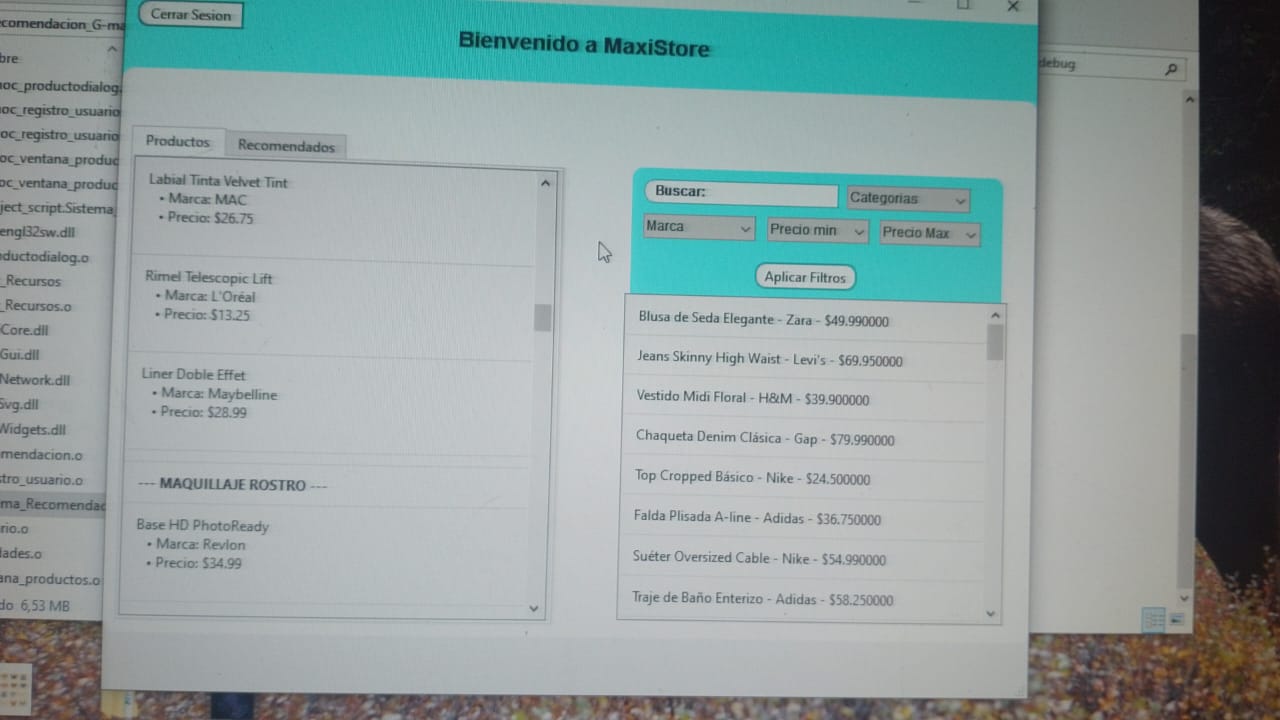 Cerrar Sesion
Bienvenido a MaxiStore
Productos
Recomendados
Labial Tinta Velvet Tint
• Marca: MAC
• Precio: $26.75
Rimel Telescopic Lift
• Marca: L'Oréal
• Precio: $13.25
Liner Doble Effet
• Marca: Maybelline
• Precio: $28.99
--- MAQUILLAJE ROSTRO ---
Base HD PhotoReady
• Marca: Revlon
• Precio: $34.99
Buscar:
Categorias
Marca
Precio min
Precio Max
Aplicar Filtros
Blusa de Seda Elegante - Zara - $49.990000
Jeans Skinny High Waist - Levi's - $69.950000
Vestido Midi Floral - H&M - $39.900000
Chaqueta Denim Clásica - Gap - $79.990000
Top Cropped Básico - Nike - $24.500000
Falda Plisada A-line - Adidas - $36.750000
Suéter Oversized Cable - Nike - $54.990000
Traje de Baño Enterizo - Adidas - $58.250000
comendacion_G-ma
bre
oc_productodialog.
oc_registro_usuario
oc_registro_usuario
oc_ventana_produc
oc_ventana_produc
ject_script.Sistema_
engl32sw.dll
ductodialog.o
_Recursos
_Recursos.o
Core.dll
Gui.dll
Network.dll
Svg.dll
Widgets.dll
mendacion.o
stro_usuario.o
ma_Recomendac
rio.o
dades.o
ana_productos.o
do 6,53 MB
debug